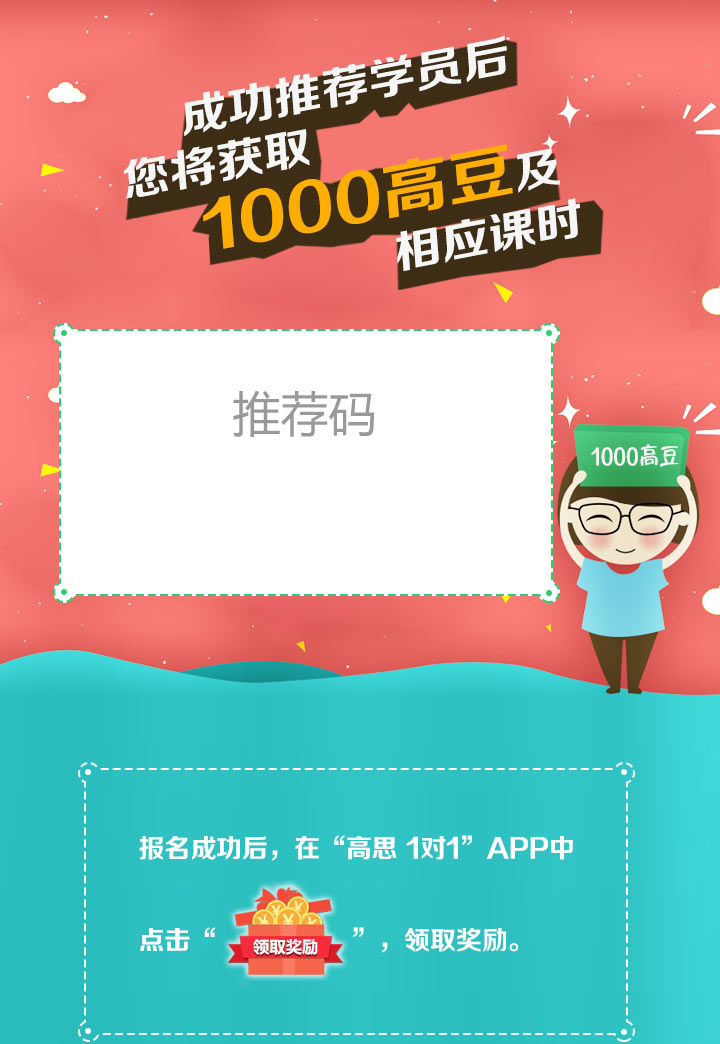 成功推荐学员后
您将获取
1000高豆及
相应课时
推荐码
1000高豆
报名成功后，在“高思 1对1”APP中
点击“领取奖励”，领取奖励。